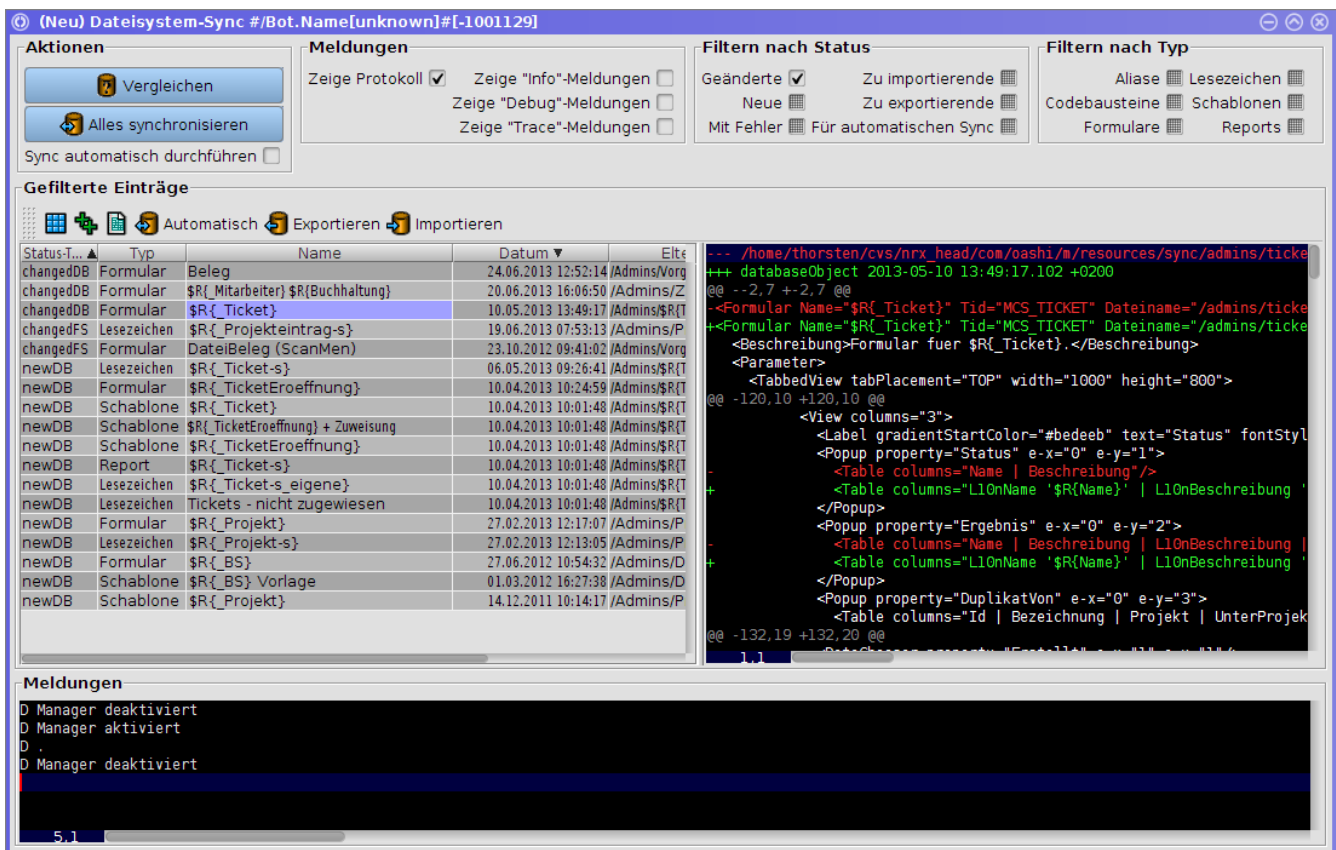 (Neu) Dateisystem-Sync #/Bot.Name[unknown]#[-1001129]
Aktionen
Vergleichen
Alles synchronisieren
Sync automatisch durchführen
Meldungen
Zeige Protokoll Zeige "Info"-Meldungen
Zeige "Debug"-Meldungen
Zeige "Trace"-Meldungen
Filtern nach Status
Geänderte Zu importierende
Neue Zu exportierende
Mit Fehler Für automatischen Sync
Filtern nach Typ
Aliase Lesezeichen
Codebausteine Schablonen
Formulare Reports
Gefilterte Einträge
Automatisch Exportieren Importieren
Status-T... Typ Name Datum Elte
changedDB Formular Beleg 24.06.2013 12:52:14 /Admins/Vorg
changedDB Formular $R{_Mitarbeiter} $R{Buchhaltung} 20.06.2013 16:06:50 /Admins/Z
changedDB Formular $R{_Ticket} 10.05.2013 13:49:17 /Admins/$R{T
changedFS Lesezeichen $R{_Projekteintrag-s} 19.06.2013 07:53:13 /Admins/P
changedFS Formular DateiBeleg (ScanMen) 23.10.2012 09:41:02 /Admins/Vorg
newDB Lesezeichen $R{_Ticket-s} 06.05.2013 09:26:41 /Admins/$R{T
newDB Formular $R{_TicketEroeffnung} 10.04.2013 10:24:59 /Admins/$R{T
newDB Schablone $R{_Ticket} 10.04.2013 10:01:48 /Admins/$R{T
newDB Schablone $R{_TicketEroeffnung} + Zuweisung 10.04.2013 10:01:48 /Admins/$R{T
newDB Schablone $R{_TicketEroeffnung} 10.04.2013 10:01:48 /Admins/$R{T
newDB Report $R{_Ticket-s} 10.04.2013 10:01:48 /Admins/$R{T
newDB Lesezeichen $R{_Ticket-s_eigene} 10.04.2013 10:01:48 /Admins/$R{T
newDB Lesezeichen Tickets - nicht zugewiesen 10.04.2013 10:01:48 /Admins/$R{T
newDB Formular $R{_Projekt} 27.02.2013 12:17:07 /Admins/P
newDB Lesezeichen $R{_Projekt-s} 27.02.2013 12:13:05 /Admins/P
newDB Formular $R{_BS} 27.06.2012 10:54:32 /Admins/D
newDB Schablone $R{_BS} Vorlage 01.03.2012 16:27:38 /Admins/D
newDB Schablone $R{_Projekt} 14.12.2011 10:14:17 /Admins/P
--- /home/thorsten/cvs/nrx_head/com/oashi/m/resources/sync/admins/ticke
+++ databaseObject 2013-05-10 13:49:17.102 +0200
@@ -2,7 +-2,7 @@
-<Formular Name="$R{_Ticket}" Tid="MCS_TICKET" Dateiname="/admins/ticke
+<Formular Name="$R{_Ticket}" Tid="MCS_TICKET" Dateiname="/admins/ticke
<Beschreibung>Formular fuer $R{_Ticket}.</Beschreibung>
<Parameter>
<TabbedView tabPlacement="TOP" width="1000" height="800">
@@ -120,10 +120,10 @@
<View columns="3">
<Label gradientStartColor="#bedeeb" text="Status" fontStyl
<Popup property="Status" e-x="0" e-y="1">
- <Table columns="Name | Beschreibung"/>
+ <Table columns="L10nName '$R{Name}' | L10nBeschreibung '
</Popup>
<Popup property="Ergebnis" e-x="0" e-y="2">
- <Table columns="Name | Beschreibung | L10nBeschreibung |
+ <Table columns="L10nName '$R{Name}' | L10nBeschreibung '
</Popup>
<Popup property="DuplikatVon" e-x="0" e-y="3">
<Table columns="Id | Bezeichnung | Projekt | UnterProjek
@@ -132,19 +132,20 @@
1,1
Meldungen
D Manager deaktiviert
D Manager aktiviert
D .
D Manager deaktiviert
5,1